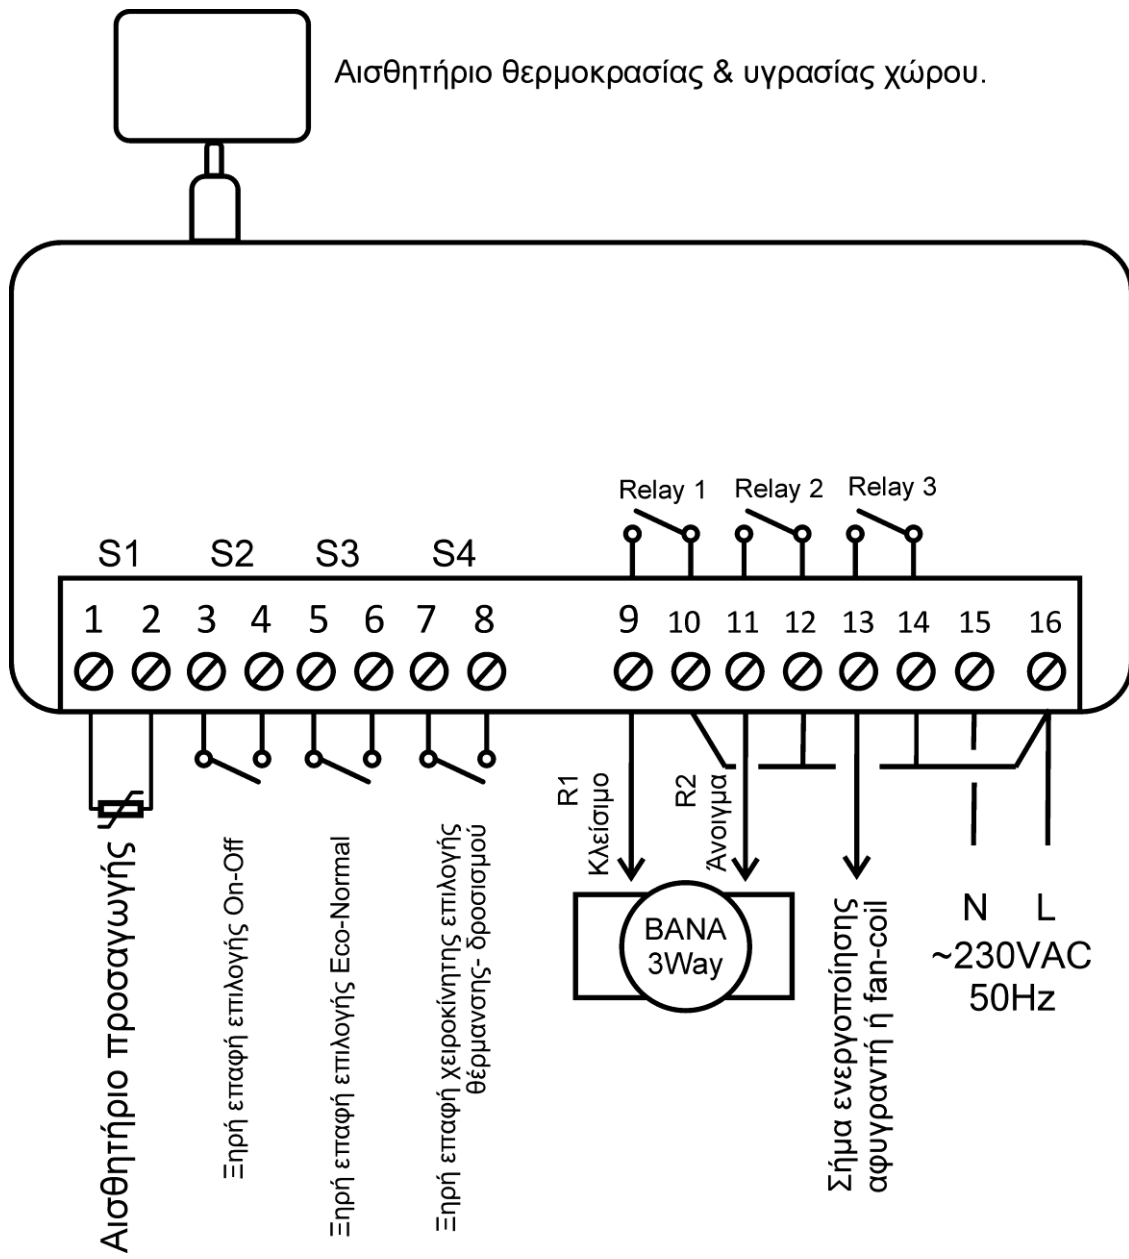 Αισθητήριο θερμοκρασίας & υγρασίας χώρου.
Relay 1 Relay 2 Relay 3
S1 S2 S3 S4
1 2 3 4 5 6 7 8 9 10 11 12 13 14 15 16
Αισθητήριο προσαγωγής
Ξηρή επαφή επιλογής On-Off
Ξηρή επαφή επιλογή Eco-Normal
Ξηρή επαφή χειροκίνητης επιλογής
θέρμανσης- δροσισμού
R1
Κλείσιμο
R2
Άνοιγμα
ΒΑΝΑ
3Way
Σήμα ενεργοποίησης
αφυγραντή ή fan-coil
N L
~230VAC
50Hz